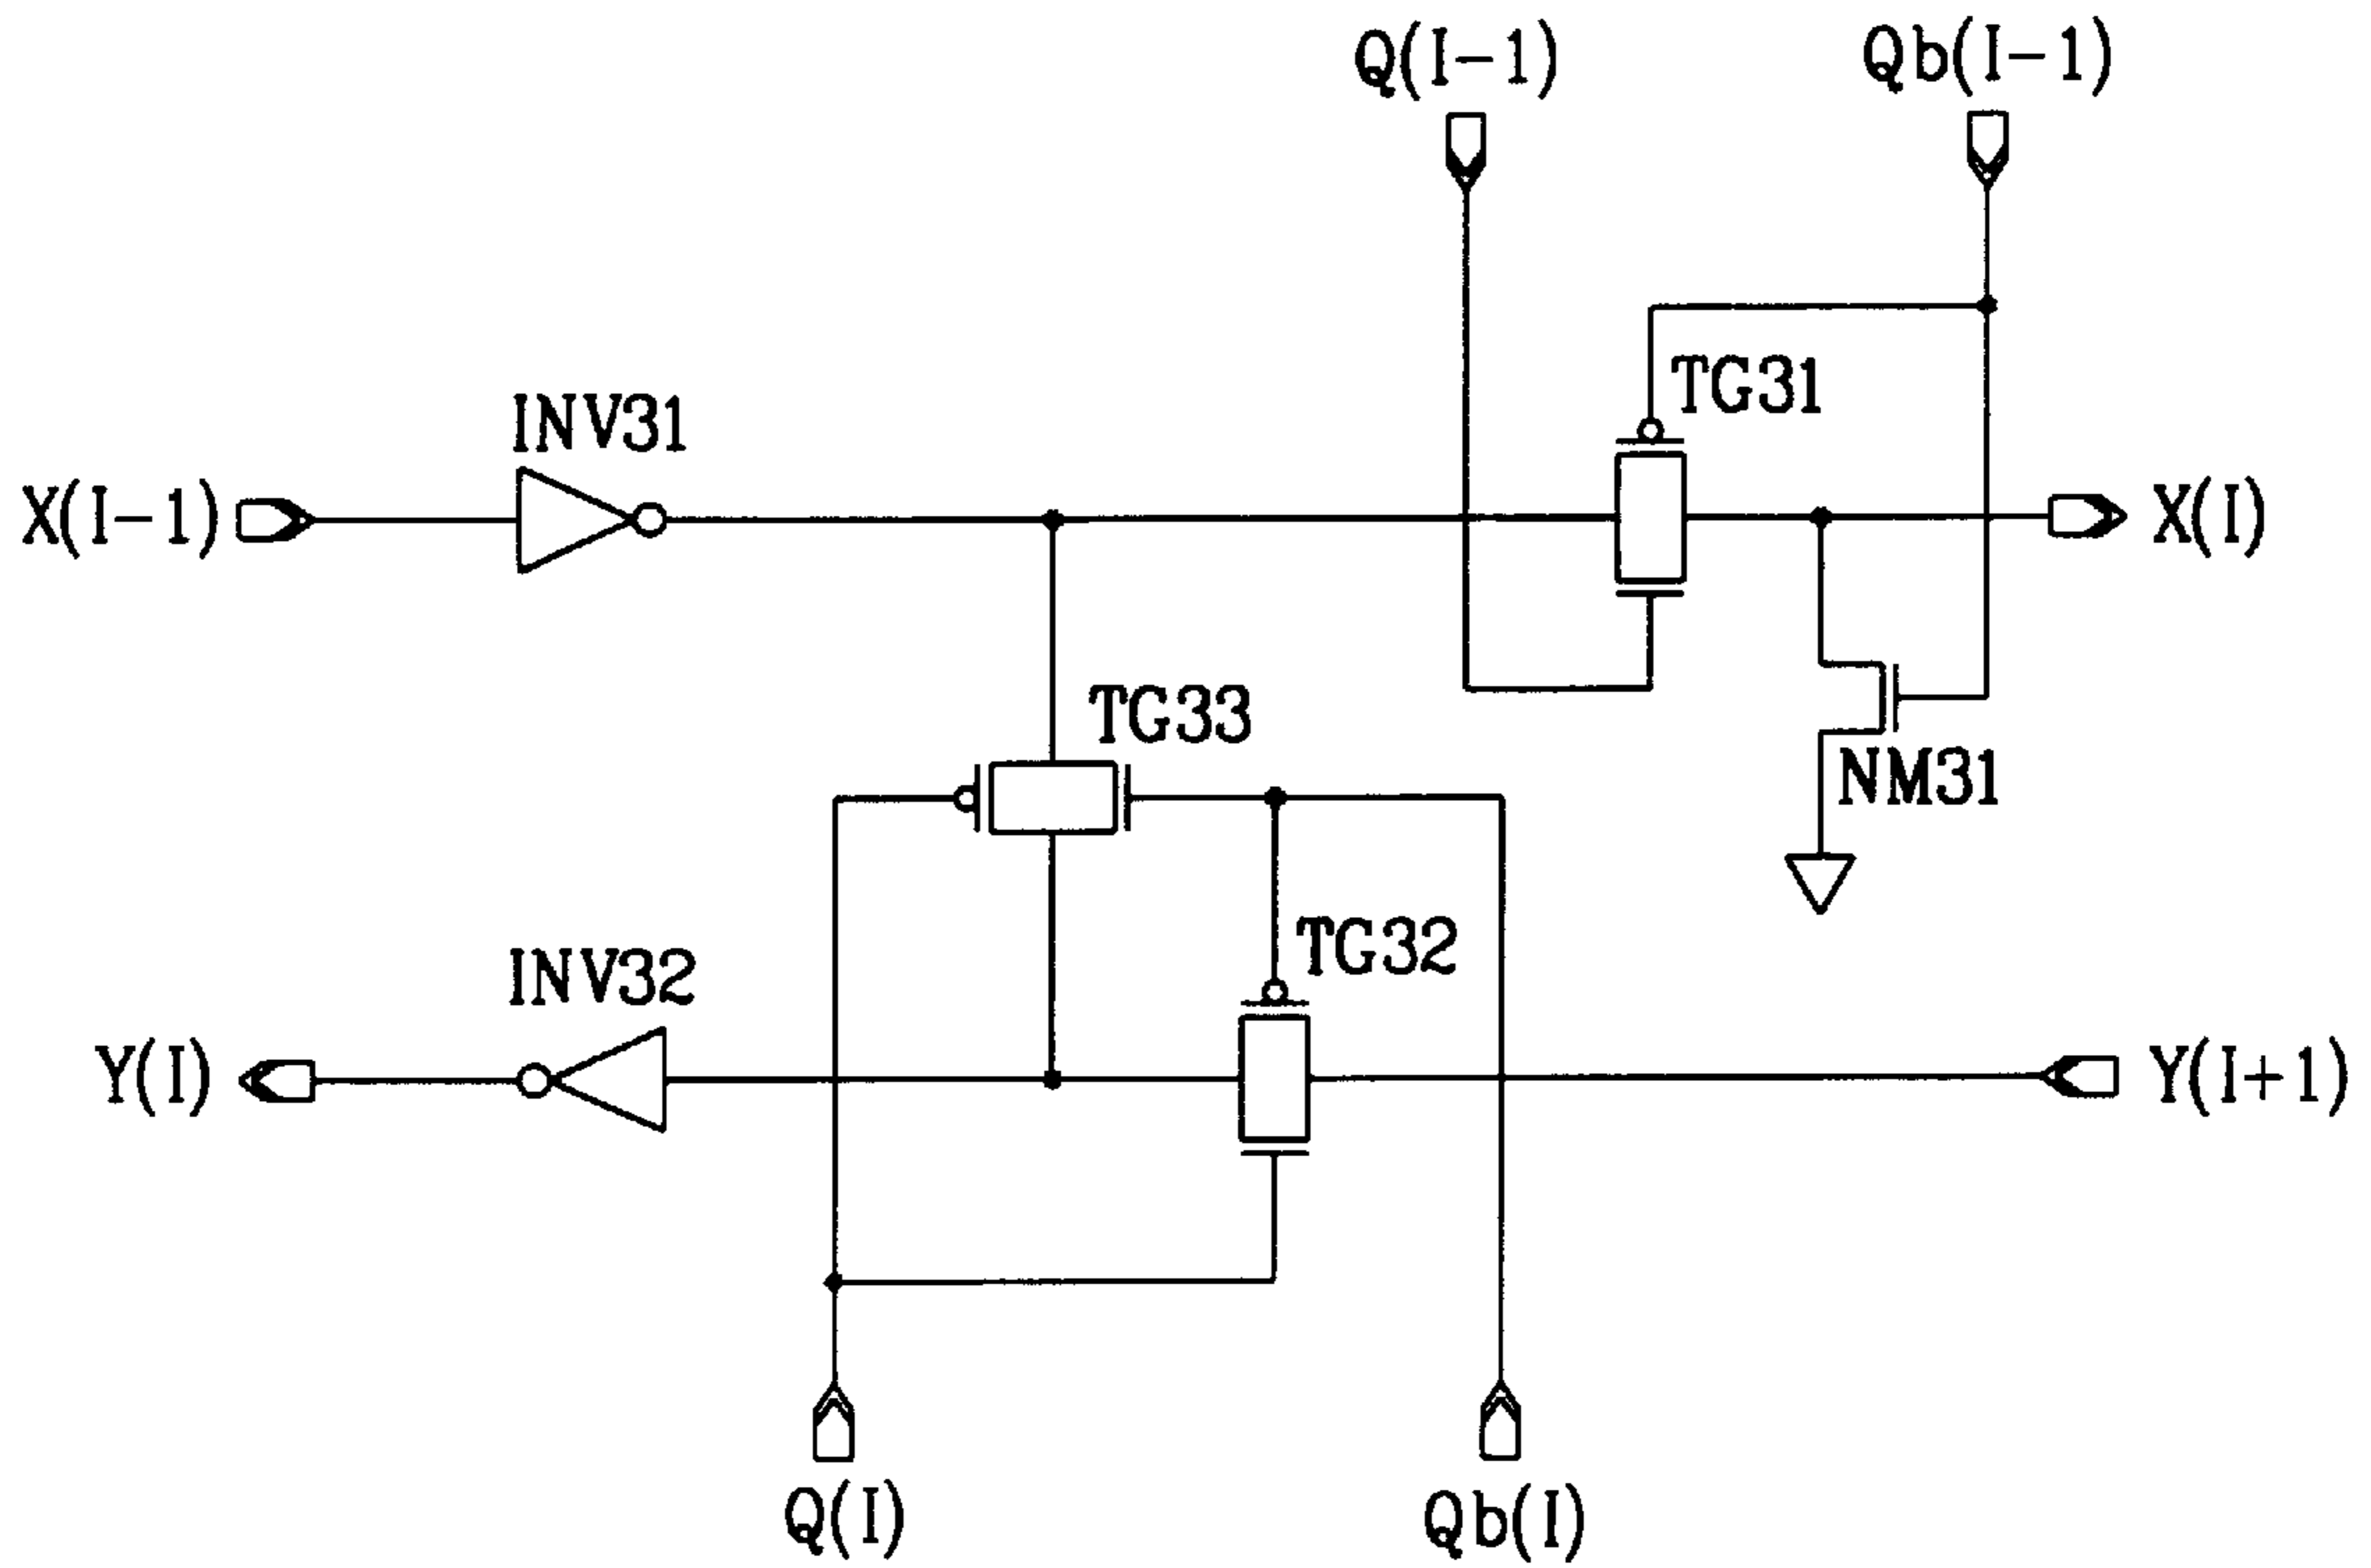 Q(I-1)
Qb(I-1)
TG31
INV31
X(I-1)
X(I)
TG33
NM31
TG32
INV32
Y(I)
Y(I+1)
Q(I)
Qb(I)